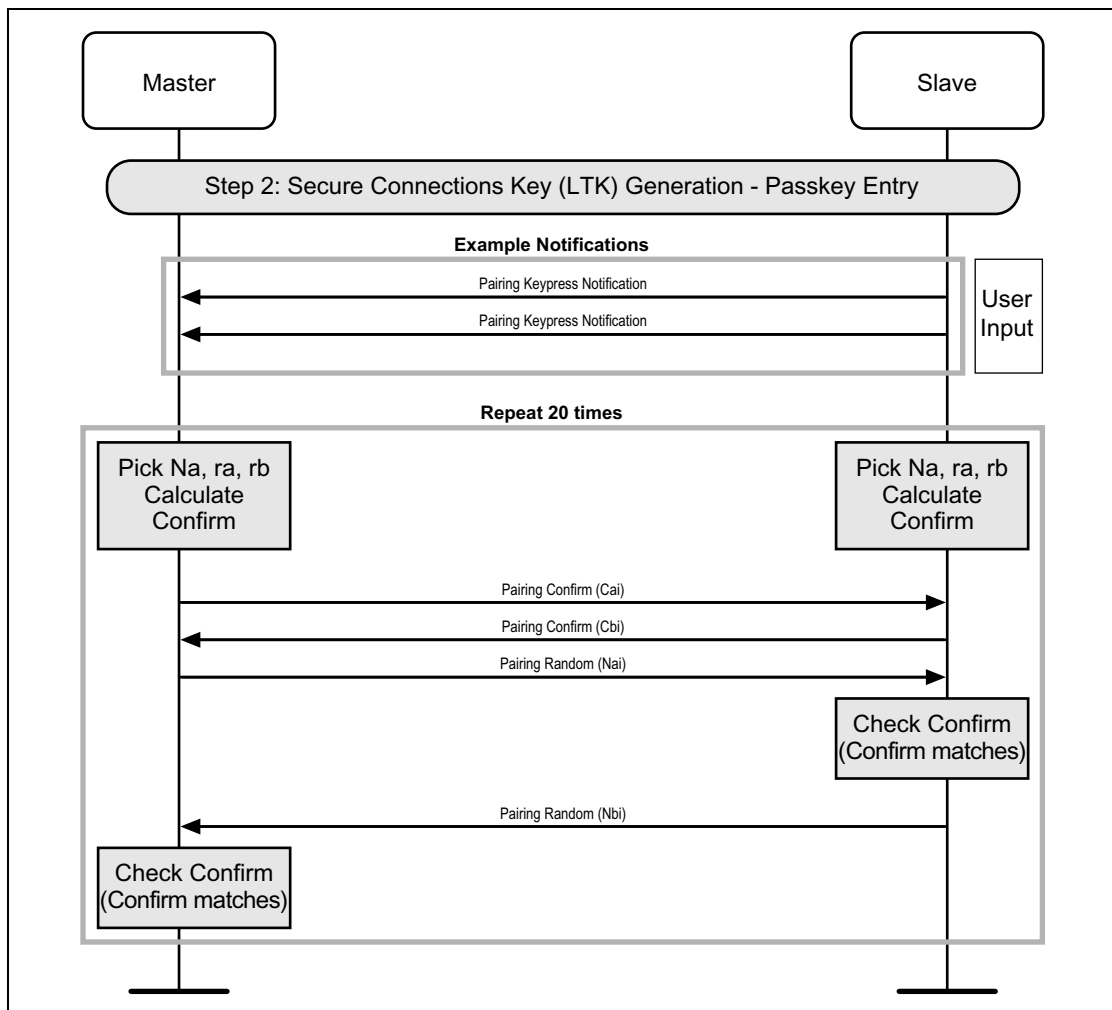 Master
Slave
Step 2: Secure Connections Key (LTK) Generation - Passkey Entry
Example Notifications
Pairing Keypress Notification
Pairing Keypress Notification
User
Input
Repeat 20 times
Pick Na, ra, rb
Calculate
Confirm
Pick Na, ra, rb
Calculate
Confirm
Pairing Confirm (Cai)
Pairing Confirm (Cbi)
Pairing Random (Nai)
Check Confirm
(Confirm matches)
Pairing Random (Nbi)
Check Confirm
(Confirm matches)